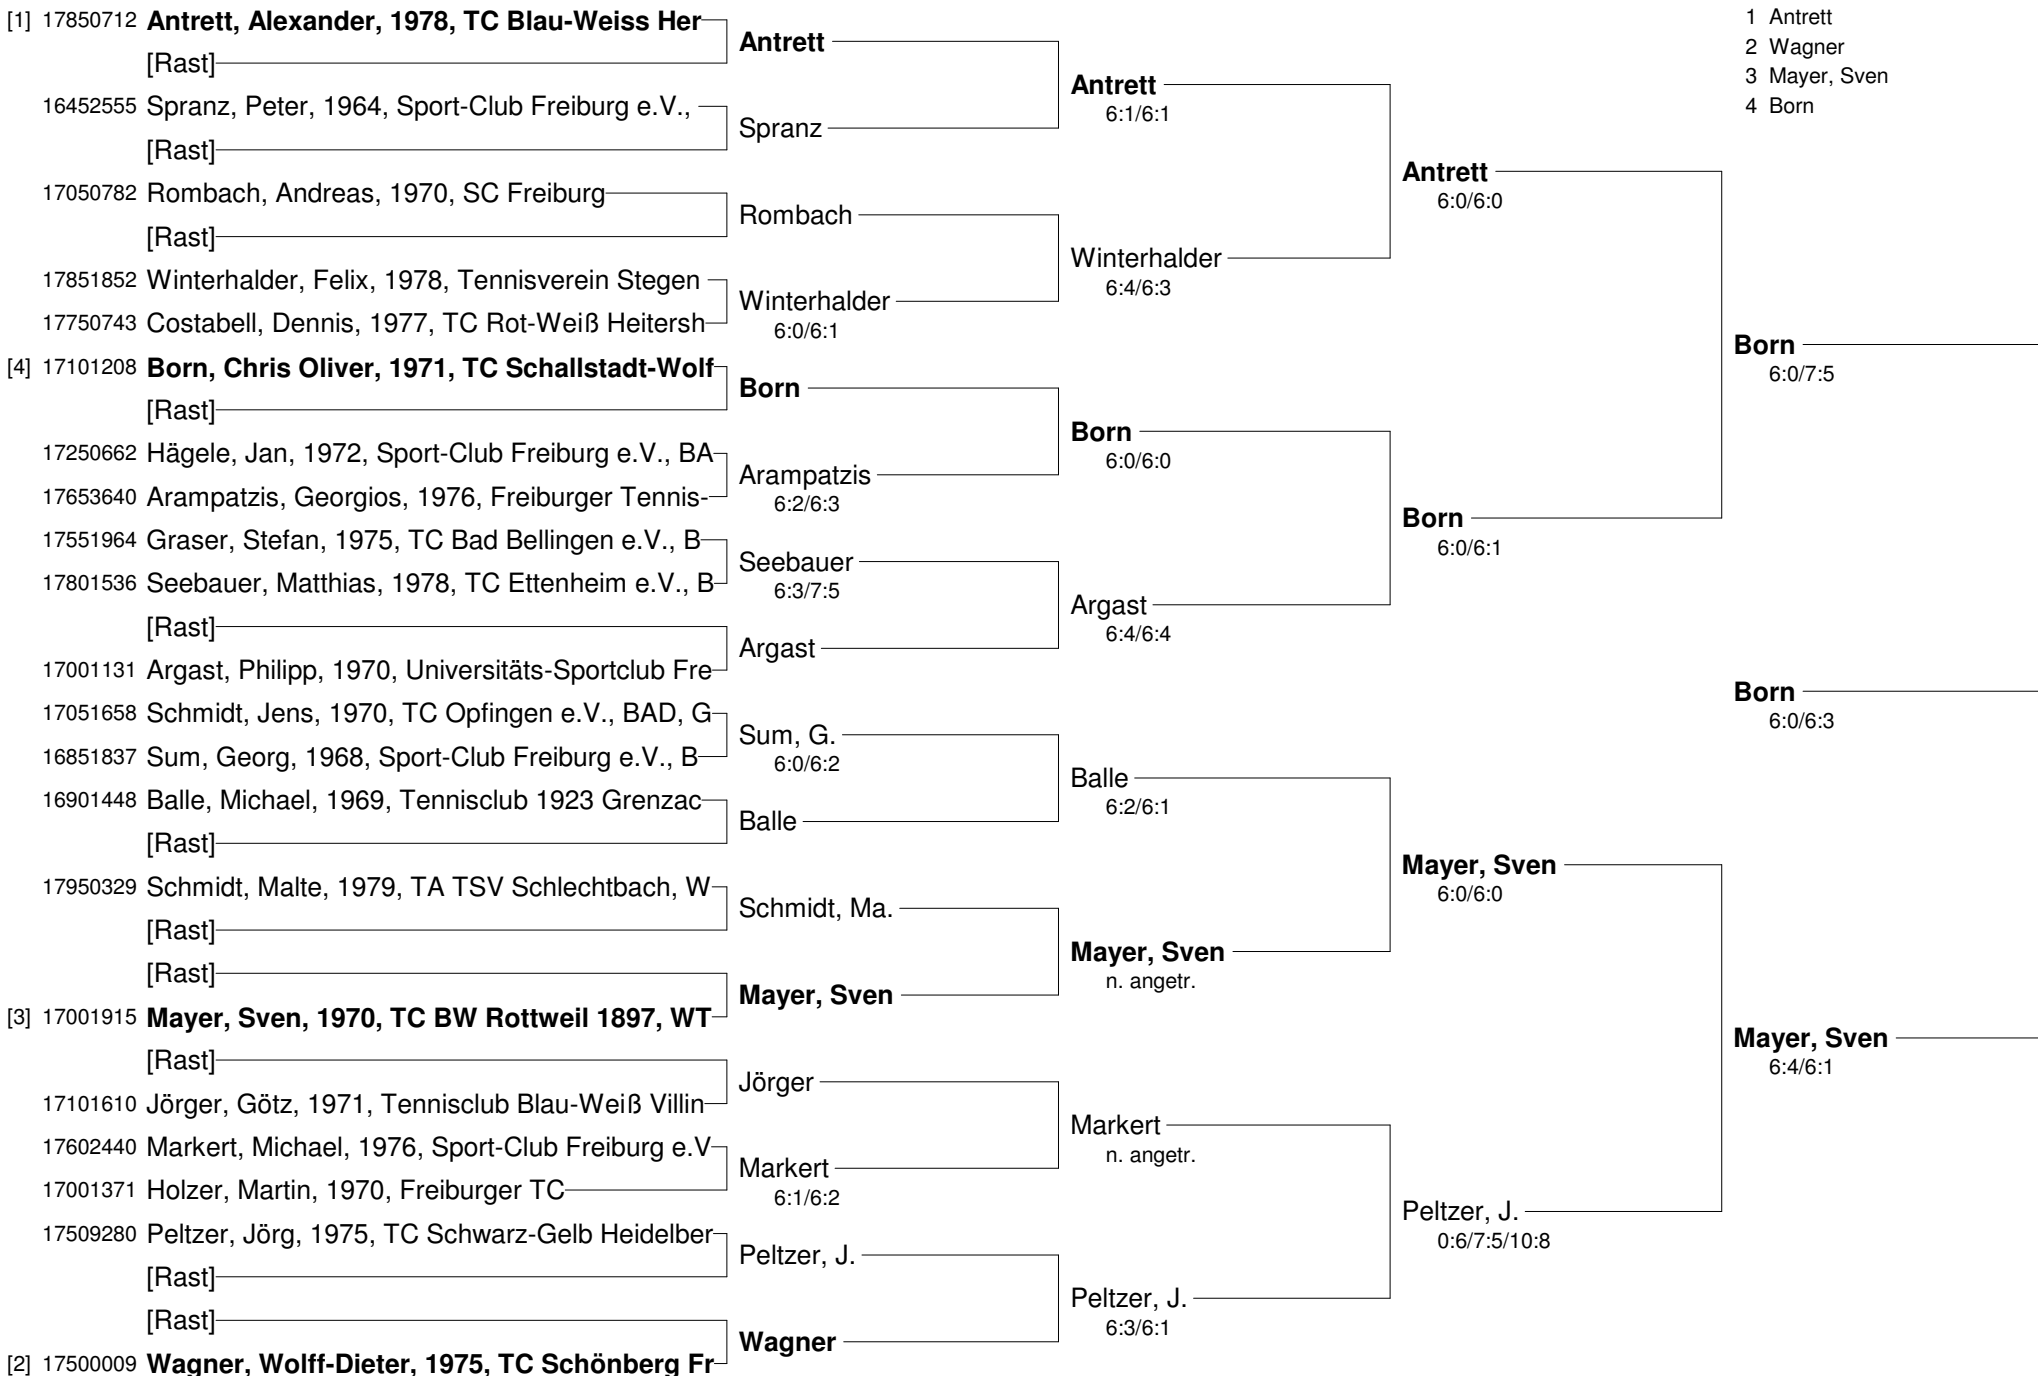 [1] 17850712 Antrett, Alexander, 1978, TC Blau-Weiss Her
[Rast]
16452555 Spranz, Peter, 1964, Sport-Club Freiburg e.V.,
[Rast]
17050782 Rombach, Andreas, 1970, SC Freiburg
[Rast]
17851852 Winterhalder, Felix, 1978, Tennisverein Stegen
17750743 Costabell, Dennis, 1977, TC Rot-Weiß Heitersh
[4] 17101208 Born, Chris Oliver, 1971, TC Schallstadt-Wolf
[Rast]
17250662 Hägele, Jan, 1972, Sport-Club Freiburg e.V., BA
17653640 Arampatzis, Georgios, 1976, Freiburger Tennis-
17551964 Graser, Stefan, 1975, TC Bad Bellingen e.V., B
17801536 Seebauer, Matthias, 1978, TC Ettenheim e.V., B
[Rast]
17001131 Argast, Philipp, 1970, Universitäts-Sportclub Fre
17051658 Schmidt, Jens, 1970, TC Opfingen e.V., BAD, G
16851837 Sum, Georg, 1968, Sport-Club Freiburg e.V., B
16901448 Balle, Michael, 1969, Tennisclub 1923 Grenzac
[Rast]
17950329 Schmidt, Malte, 1979, TA TSV Schlechtbach, W
[Rast]
[Rast]
[3] 17001915 Mayer, Sven, 1970, TC BW Rottweil 1897, WT
[Rast]
17101610 Jörger, Götz, 1971, Tennisclub Blau-Weiß Villin
17602440 Markert, Michael, 1976, Sport-Club Freiburg e.V
17001371 Holzer, Martin, 1970, Freiburger TC
17509280 Peltzer, Jörg, 1975, TC Schwarz-Gelb Heidelber
[Rast]
[Rast]
[2] 17500009 Wagner, Wolff-Dieter, 1975, TC Schönberg Fr
Antrett
Spranz
Rombach
Winterhalder
6:0/6:1
Born
Arampatzis
6:2/6:3
Seebauer
6:3/7:5
Argast
Sum, G.
6:0/6:2
Balle
Schmidt, Ma.
Mayer, Sven
Jörger
Markert
6:1/6:2
Peltzer, J.
Wagner
Antrett
6:1/6:1
Winterhalder
6:4/6:3
Born
6:0/6:0
Argast
6:4/6:4
Balle
6:2/6:1
Mayer, Sven
n. angetr.
Markert
n. angetr.
Peltzer, J.
6:3/6:1
Antrett
6:0/6:0
Born
6:0/6:1
Mayer, Sven
6:0/6:0
Peltzer, J.
0:6/7:5/10:8
1 Antrett
2 Wagner
3 Mayer, Sven
4 Born
Born
6:0/7:5
Born
6:0/6:3
Mayer, Sven
6:4/6:1